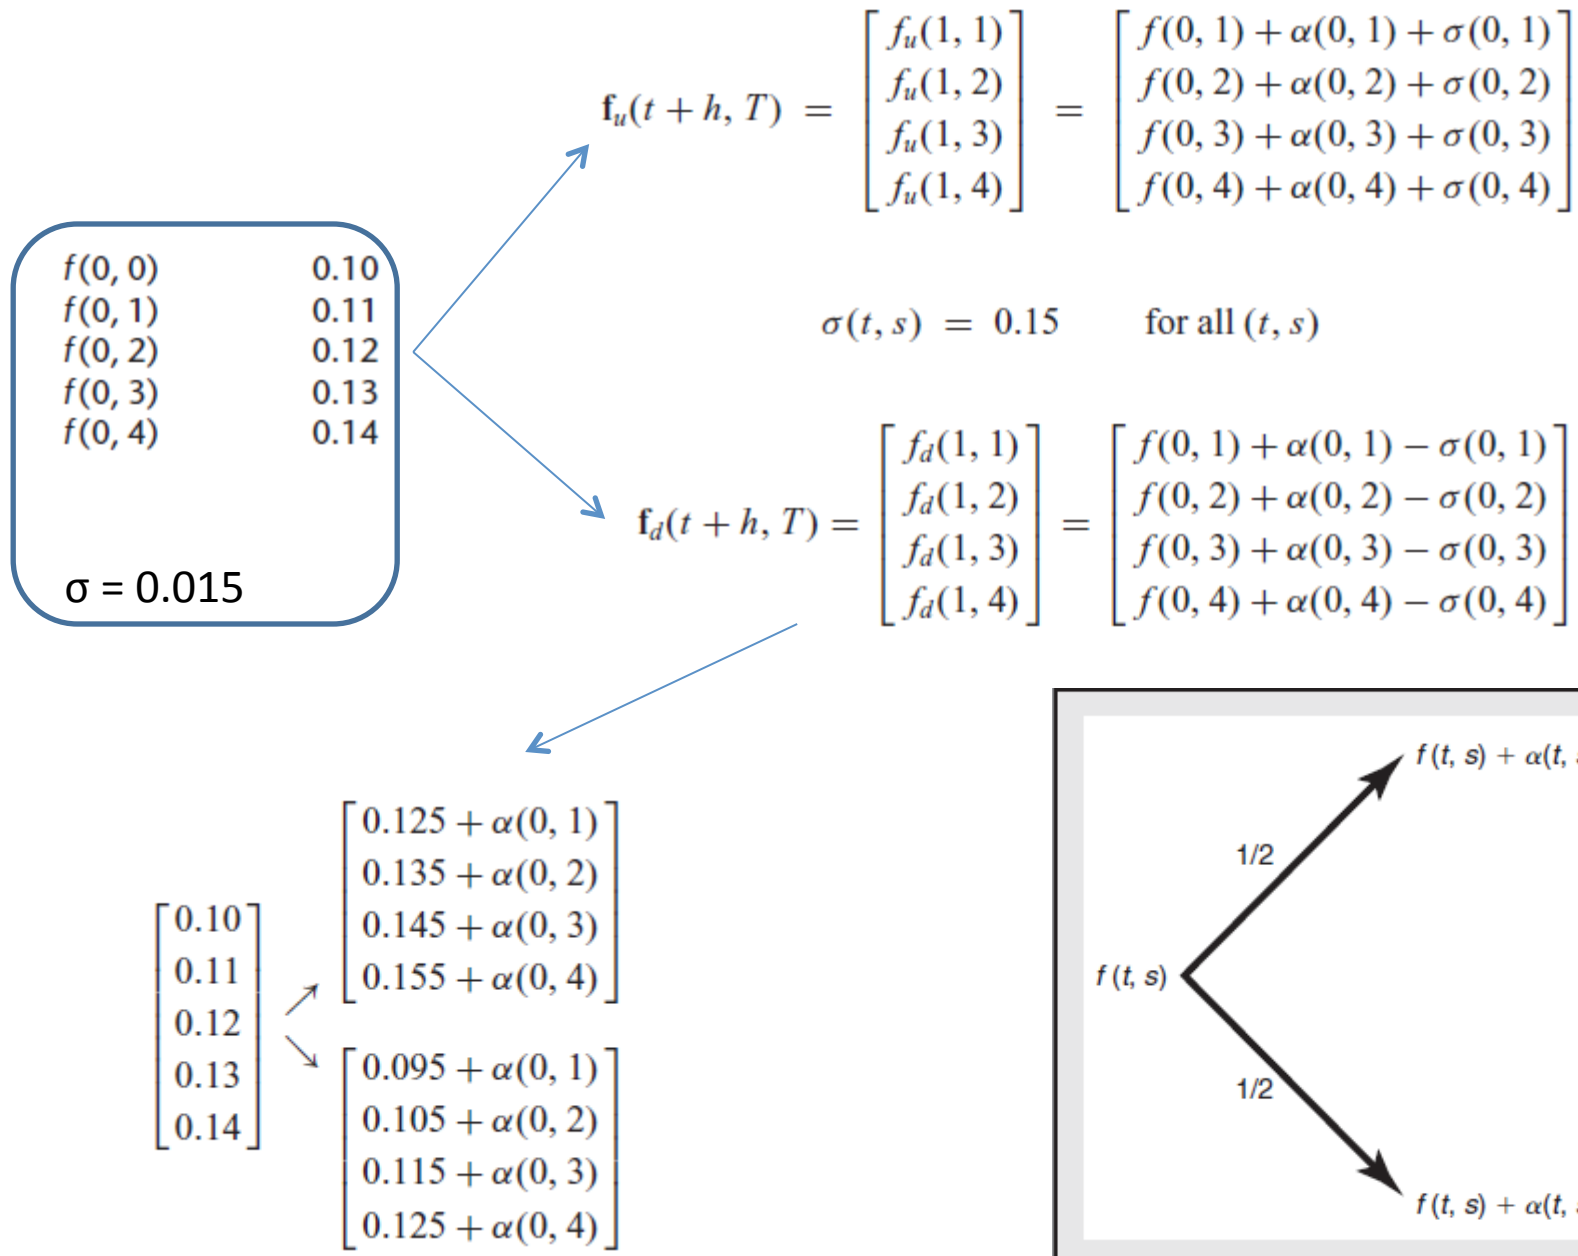 f(0, 0) 0.10
f(0, 1) 0.11
f(0, 2) 0.12
f(0, 3) 0.13
f(0, 4) 0.14
σ = 0.015
f_u(t + h, T) = [ f_u(1, 1) ] = [ f(0, 1) + α(0, 1) + σ(0, 1) ]
[ f_u(1, 2) ] [ f(0, 2) + α(0, 2) + σ(0, 2) ]
[ f_u(1, 3) ] [ f(0, 3) + α(0, 3) + σ(0, 3) ]
[ f_u(1, 4) ] [ f(0, 4) + α(0, 4) + σ(0, 4) ]
σ(t, s) = 0.15 for all (t, s)
f_d(t + h, T) = [ f_d(1, 1) ] = [ f(0, 1) + α(0, 1) − σ(0, 1) ]
[ f_d(1, 2) ] [ f(0, 2) + α(0, 2) − σ(0, 2) ]
[ f_d(1, 3) ] [ f(0, 3) + α(0, 3) − σ(0, 3) ]
[ f_d(1, 4) ] [ f(0, 4) + α(0, 4) − σ(0, 4) ]
0.10
0.11
0.12
0.13
0.14
0.125 + α(0, 1)
0.135 + α(0, 2)
0.145 + α(0, 3)
0.155 + α(0, 4)
0.095 + α(0, 1)
0.105 + α(0, 2)
0.115 + α(0, 3)
0.125 + α(0, 4)
f (t, s) + α(t,
1/2
f (t, s)
1/2
f (t, s) + α(t,